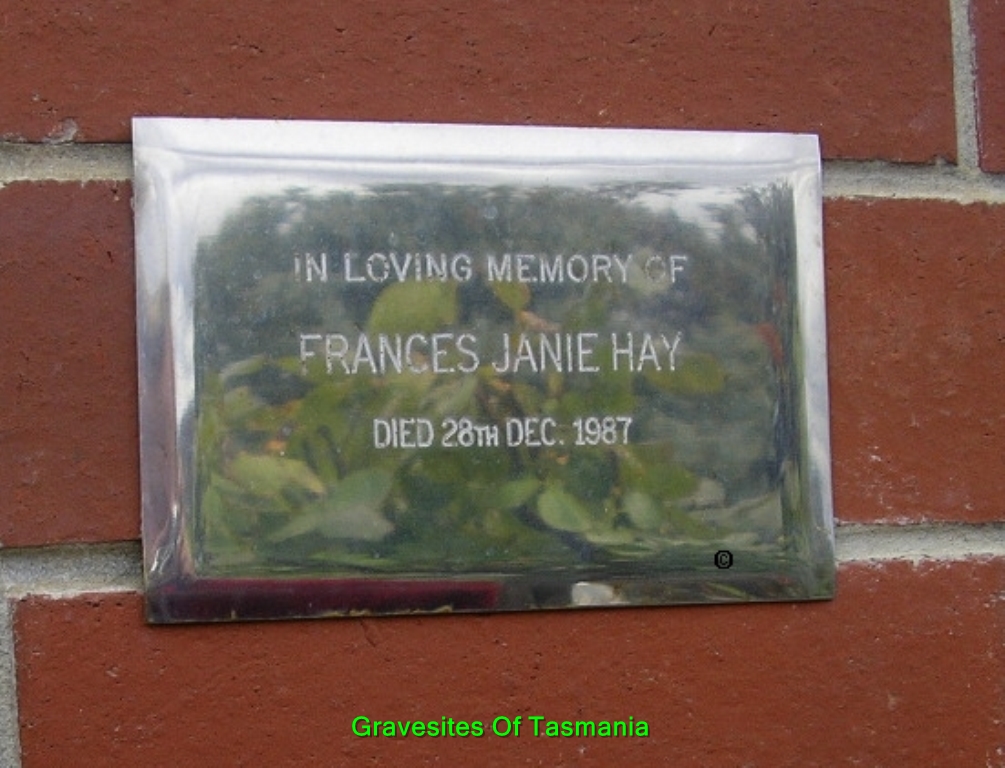 IN LOVING MEMORY OF
FRANCES JANIE HAY
DIED 28TH DEC. 1987
©
Gravesites Of Tasmania